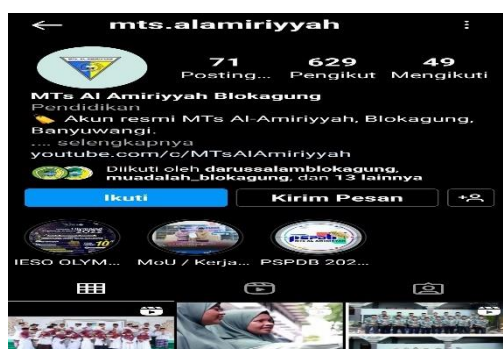 mts.alamiriyyah
71 629 49
Posting... Pengikut Mengikuti
MTs Al Amiriyyah Blokagung
Pendidikan
Akun resmi MTs Al-Amiriyyah, Blokagung,
Banyuwangi.
.... selengkapnya
youtube.com/c/MTsAlAmiriyyah
Diikuti oleh darussalamblokagung,
muadalah_blokagung, dan 13 lainnya
Ikuti Kirim Pesan
IESO OLYM... MoU / Kerja... PSPDB 202...